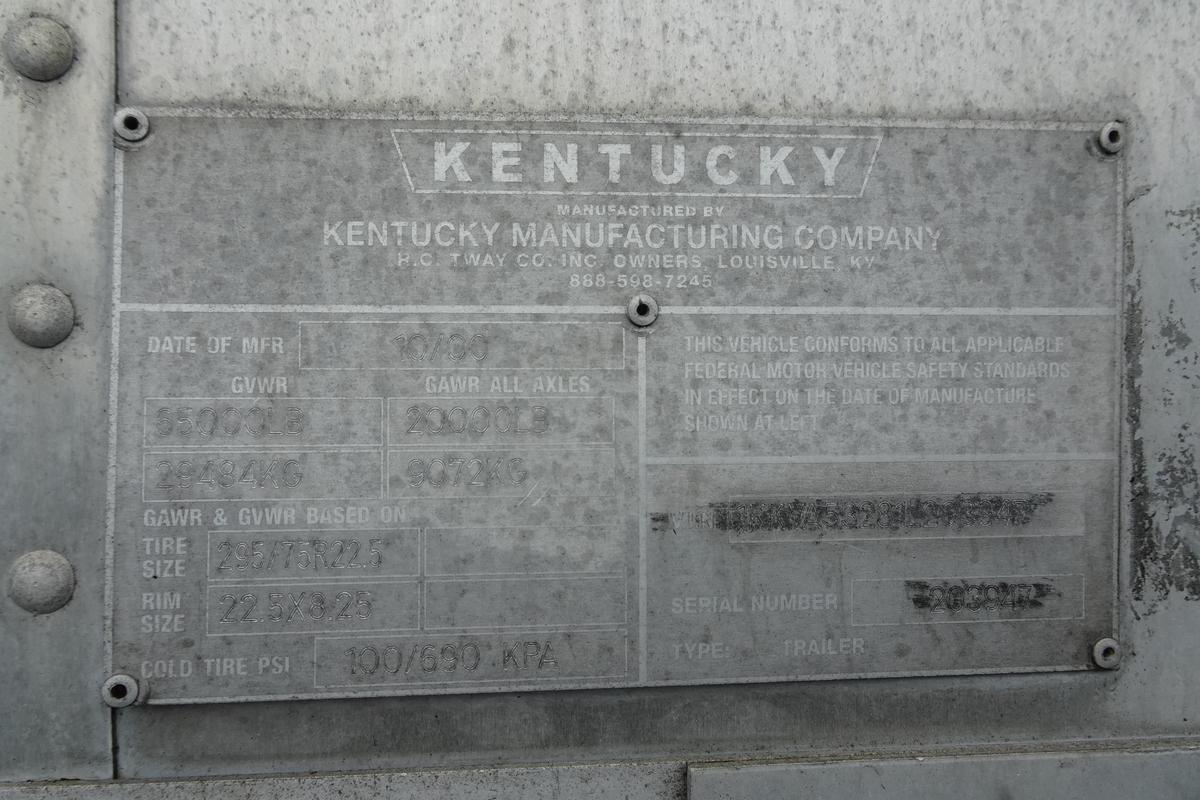 KENTUCKY
MANUFACTURED BY
KENTUCKY MANUFACTURING COMPANY
R.C. TWAY CO. INC. OWNERS, LOUISVILLE, KY
888-598-7245
DATE OF MFR 10/00
GVWR GAWR ALL AXLES
65000LB 20000LB
29484KG 9072KG
GAWR & GVWR BASED ON
TIRE SIZE 295/75R22.5
RIM SIZE 22.5X8.25
COLD TIRE PSI 100/690 KPA
THIS VEHICLE CONFORMS TO ALL APPLICABLE
FEDERAL MOTOR VEHICLE SAFETY STANDARDS
IN EFFECT ON THE DATE OF MANUFACTURE
SHOWN AT LEFT
VIN
SERIAL NUMBER
TYPE: TRAILER